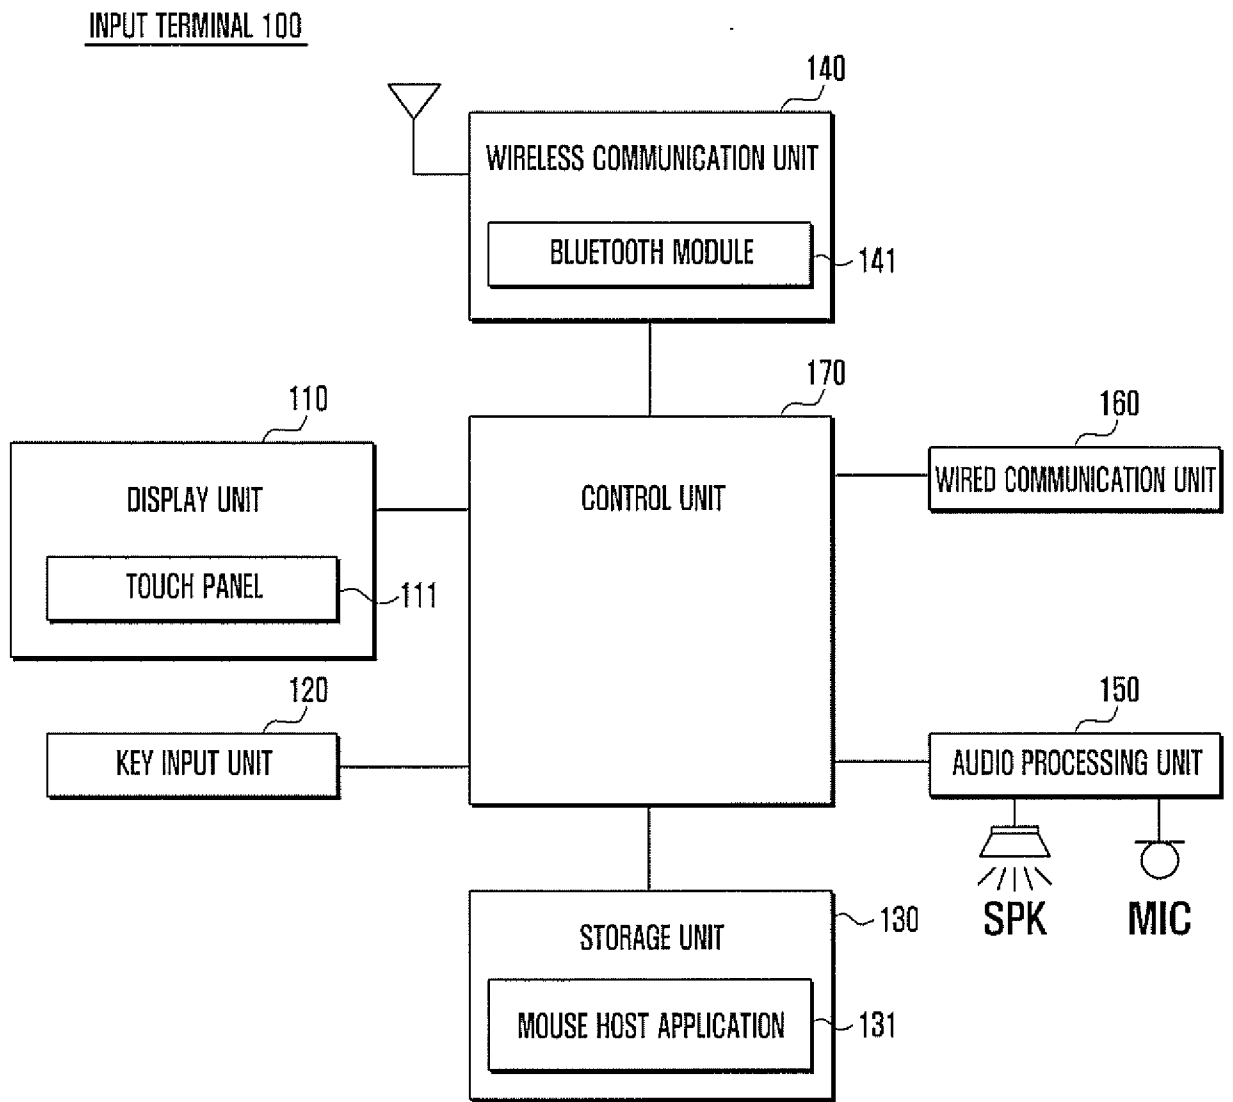 INPUT TERMINAL 100
140
WIRELESS COMMUNICATION UNIT
BLUETOOTH MODULE
141
170
110
160
DISPLAY UNIT
CONTROL UNIT
WIRED COMMUNICATION UNIT
TOUCH PANEL
111
120
150
KEY INPUT UNIT
AUDIO PROCESSING UNIT
SPK
MIC
130
STORAGE UNIT
MOUSE HOST APPLICATION
131